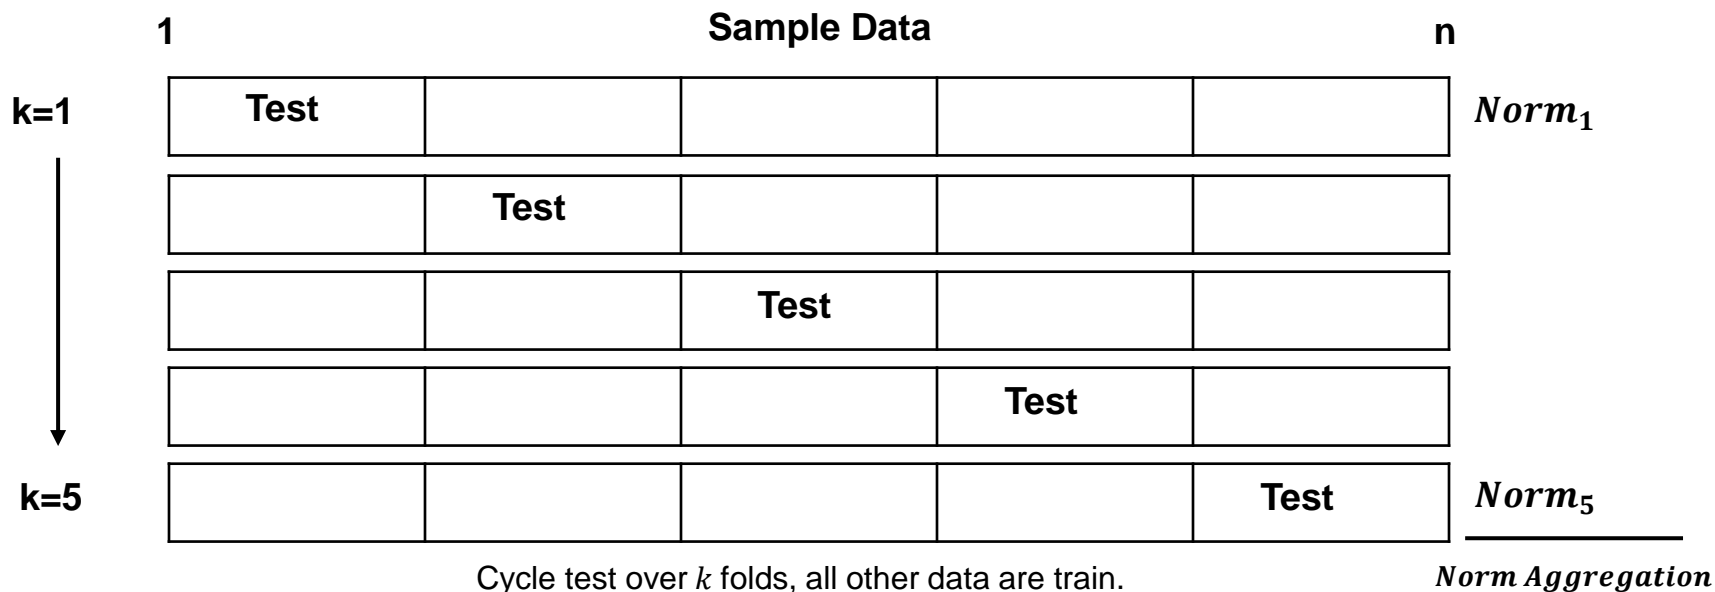 1 Sample Data n
k=1 Test Norm₁
Test
Test
Test
k=5 Test Norm₅
Cycle test over k folds, all other data are train. Norm Aggregation